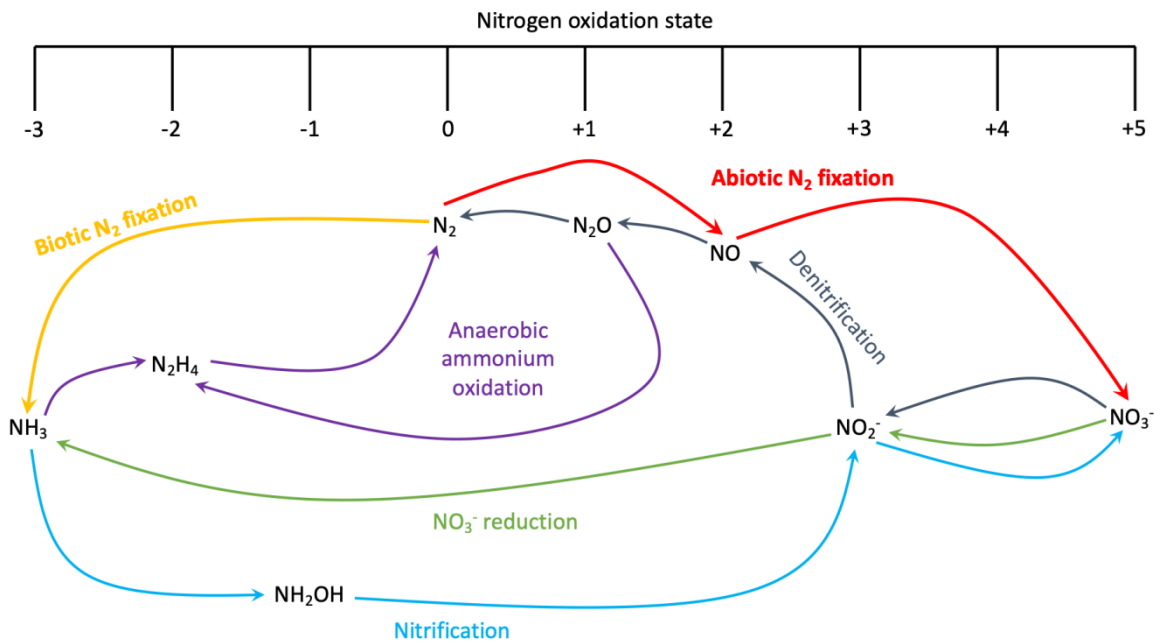 Nitrogen oxidation state
-3 -2 -1 0 +1 +2 +3 +4 +5
Abiotic N₂ fixation
Biotic N₂ fixation
N₂
N₂O
NO
Denitrification
Anaerobic
ammonium
oxidation
N₂H₄
NH₃
NO₂⁻
NO₃⁻
NO₃⁻ reduction
NH₂OH
Nitrification